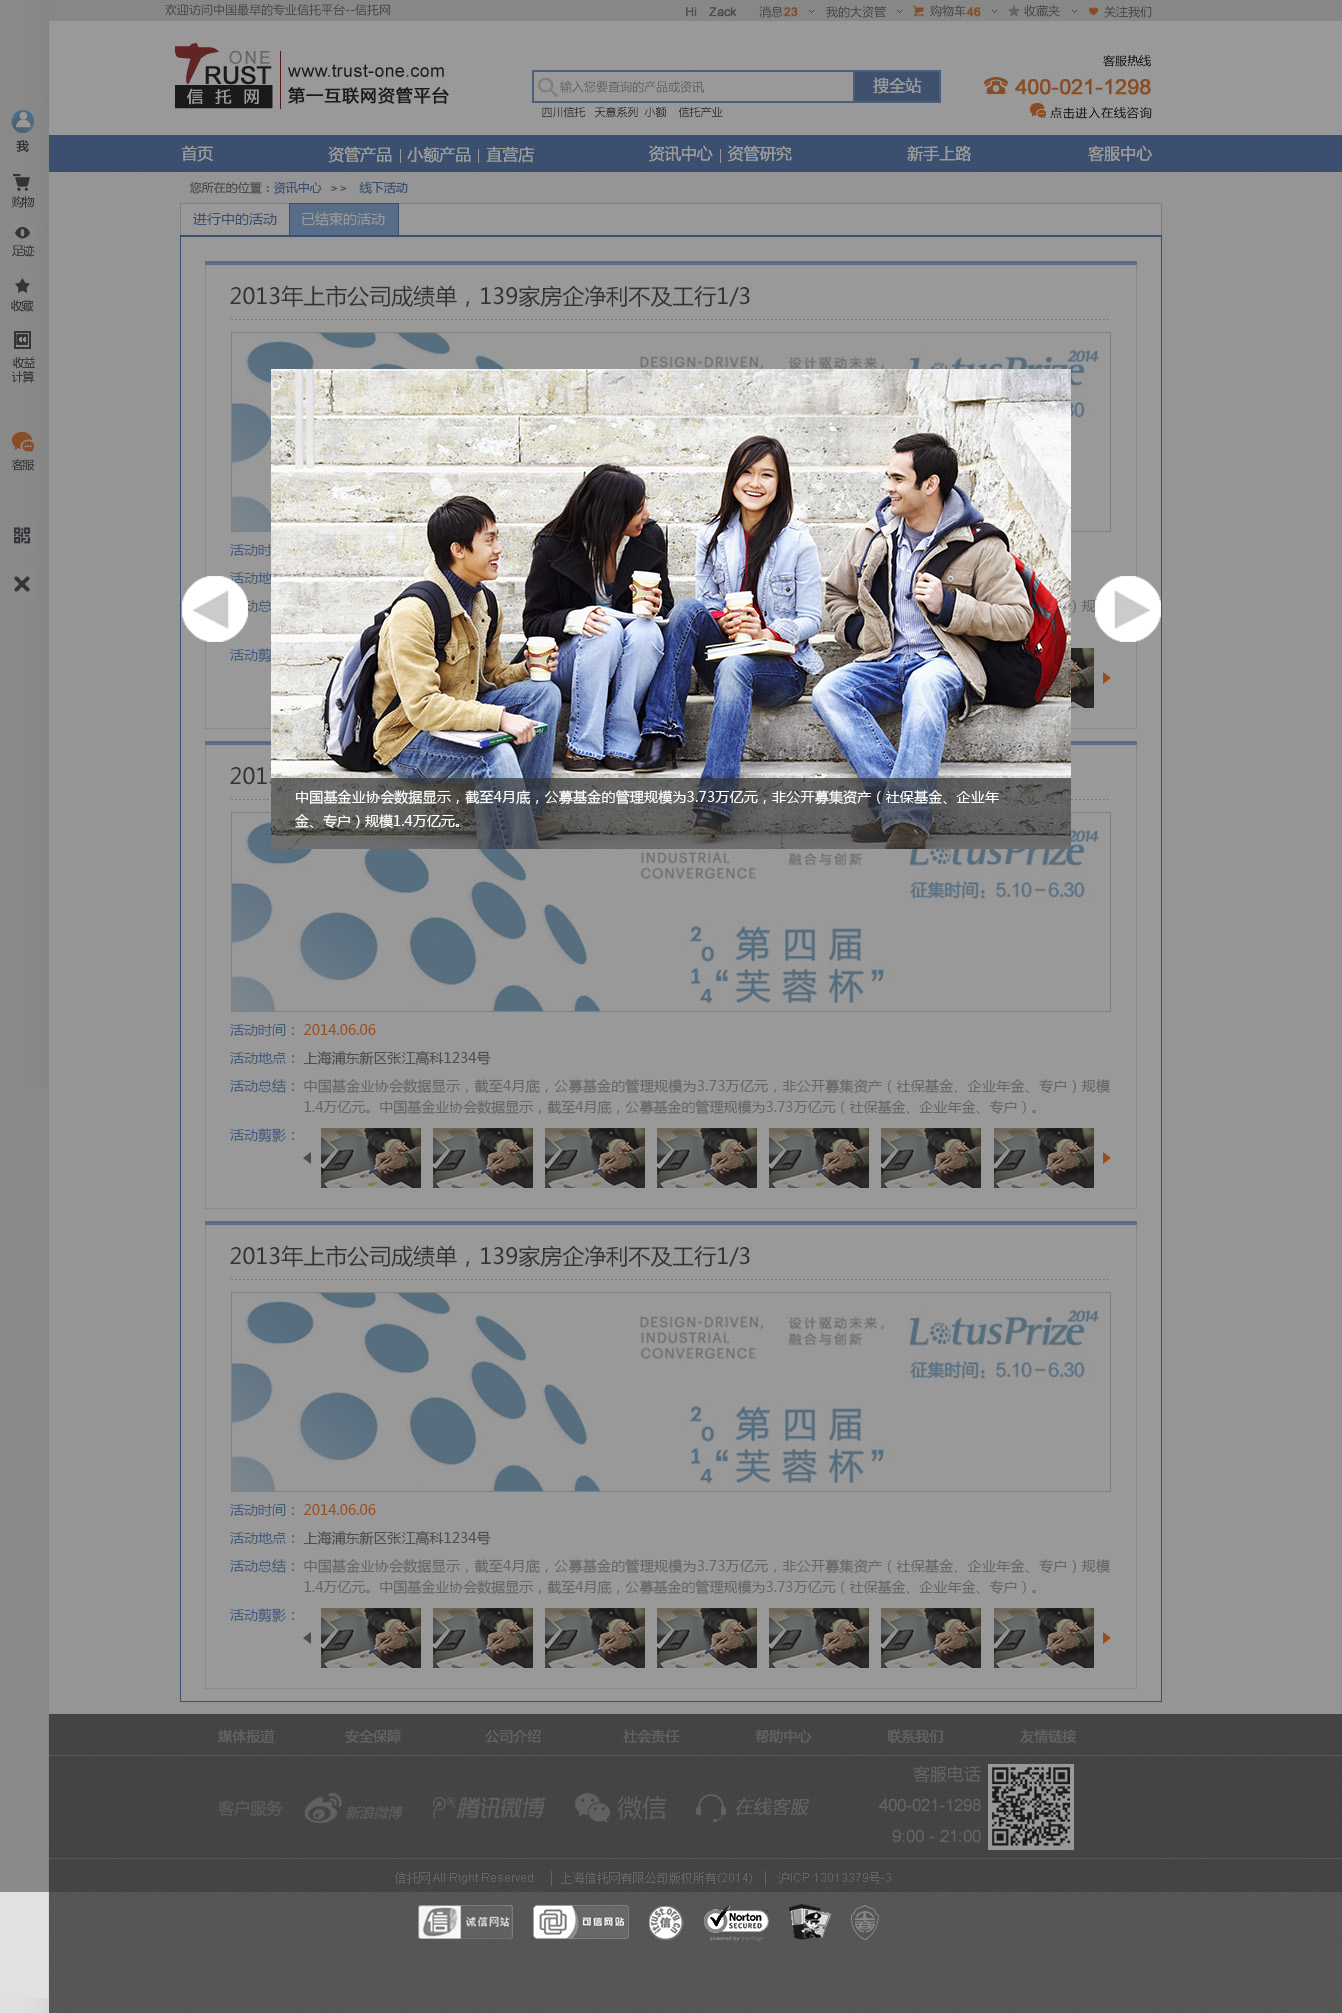 欢迎访问中国最早的专业信托平台--信托网
Hi Zack 消息23 我的大资管 购物车46 收藏夹 关注我们
TRUST ONE
信托网
www.trust-one.com
第一互联网资管平台
输入您要查询的产品或资讯
搜全站
四川信托 天意系列 小额 信托产业
客服热线
400-021-1298
点击进入在线咨询
我
购物
足迹
收藏
收益
计算
客服
首页 资管产品 | 小额产品 | 直营店 资讯中心 | 资管研究 新手上路 客服中心
您所在的位置：资讯中心 >> 线下活动
进行中的活动 已结束的活动
2013年上市公司成绩单，139家房企净利不及工行1/3
DESIGN-DRIVEN, 设计驱动未来， LotusPrize 2014
活动时
活动地
动总
）规
活动剪
中国基金业协会数据显示，截至4月底，公募基金的管理规模为3.73万亿元，非公开募集资产（社保基金、企业年
金、专户）规模1.4万亿元。
201
INDUSTRIAL 融合与创新 LotusPrize 2014
CONVERGENCE
征集时间：5.10-6.30
2014 第四届
“芙蓉杯”
活动时间： 2014.06.06
活动地点： 上海浦东新区张江高科1234号
活动总结： 中国基金业协会数据显示，截至4月底，公募基金的管理规模为3.73万亿元，非公开募集资产（社保基金、企业年金、专户）规模
1.4万亿元。中国基金业协会数据显示，截至4月底，公募基金的管理规模为3.73万亿元（社保基金、企业年金、专户）。
活动剪影：
2013年上市公司成绩单，139家房企净利不及工行1/3
DESIGN-DRIVEN, 设计驱动未来， LotusPrize 2014
INDUSTRIAL 融合与创新
CONVERGENCE
征集时间：5.10-6.30
2014 第四届
“芙蓉杯”
活动时间： 2014.06.06
活动地点： 上海浦东新区张江高科1234号
活动总结： 中国基金业协会数据显示，截至4月底，公募基金的管理规模为3.73万亿元，非公开募集资产（社保基金、企业年金、专户）规模
1.4万亿元。中国基金业协会数据显示，截至4月底，公募基金的管理规模为3.73万亿元（社保基金、企业年金、专户）。
活动剪影：
媒体报道 安全保障 公司介绍 社会责任 帮助中心 联系我们 友情链接
客户服务 新浪微博 腾讯微博 微信 在线客服
客服电话
400-021-1298
9:00 - 21:00
信托网 All Right Reserved | 上海信托网有限公司版权所有(2014) | 沪ICP 13013379号-3
信 诚信网站 可信网站 信 Norton
SECURED